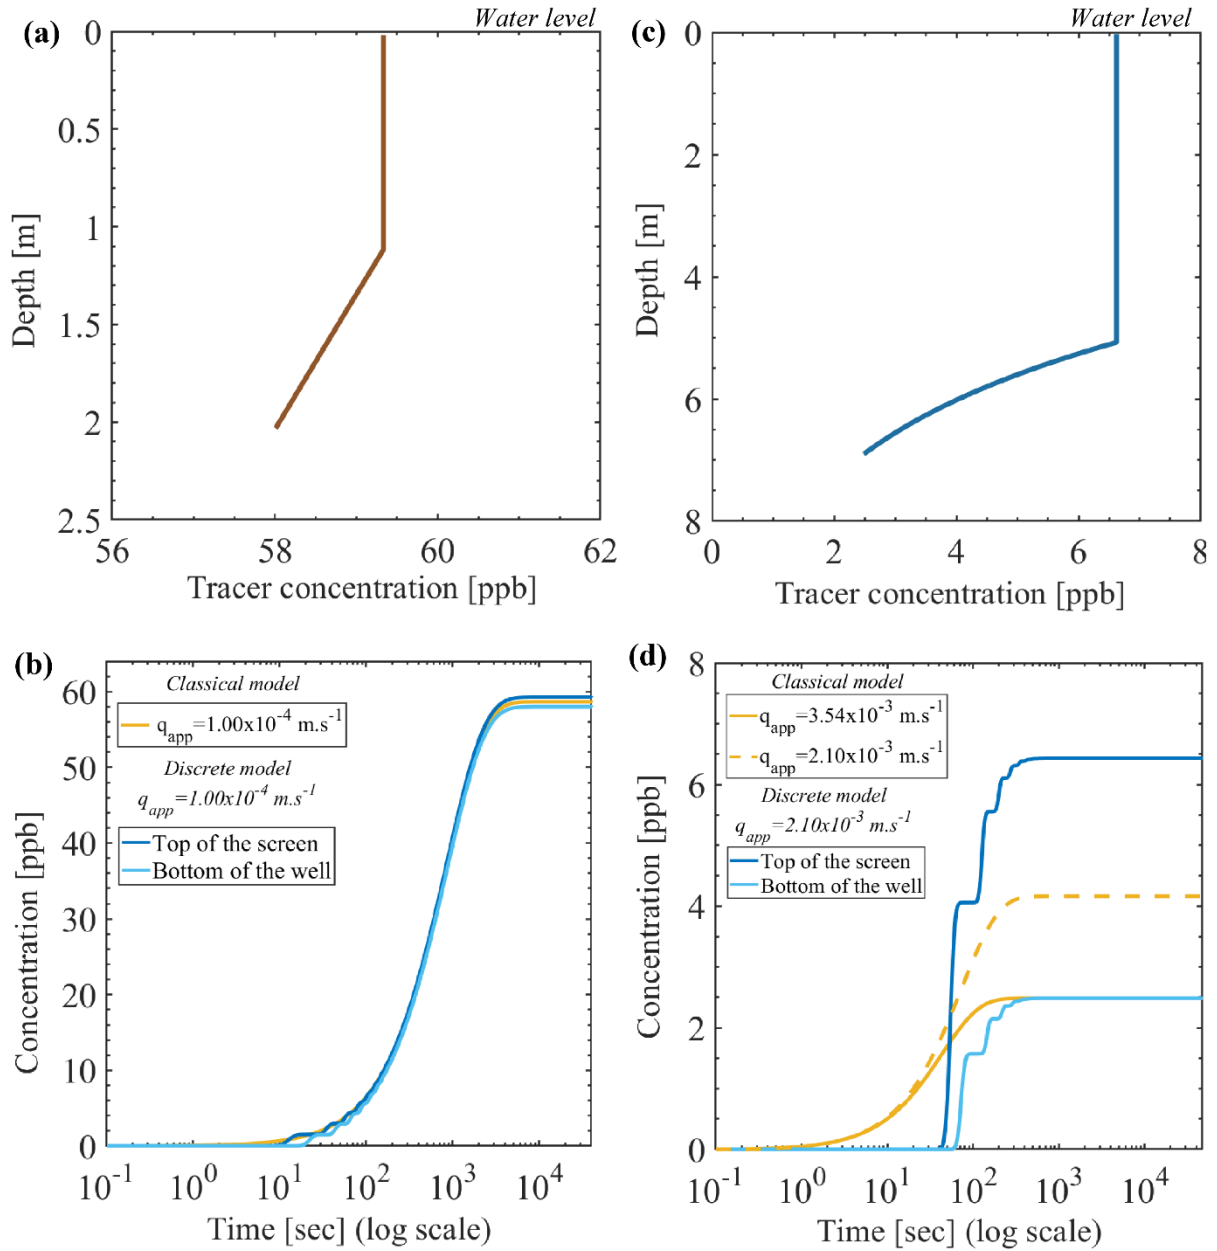 (a)
Water level
0
0.5
1
1.5
2
2.5
Depth [m]
56
58
60
62
Tracer concentration [ppb]
(c)
Water level
0
2
4
6
8
Depth [m]
0
2
4
6
8
Tracer concentration [ppb]
(b)
60
50
40
30
20
10
0
Concentration [ppb]
Classical model
q_app=1.00x10^-4 m.s^-1
Discrete model
q_app=1.00x10^-4 m.s^-1
Top of the screen
Bottom of the well
10^-1
10^0
10^1
10^2
10^3
10^4
Time [sec] (log scale)
(d)
8
6
4
2
0
Concentration [ppb]
Classical model
q_app=3.54x10^-3 m.s^-1
q_app=2.10x10^-3 m.s^-1
Discrete model
q_app=2.10x10^-3 m.s^-1
Top of the screen
Bottom of the well
10^-1
10^0
10^1
10^2
10^3
10^4
Time [sec] (log scale)